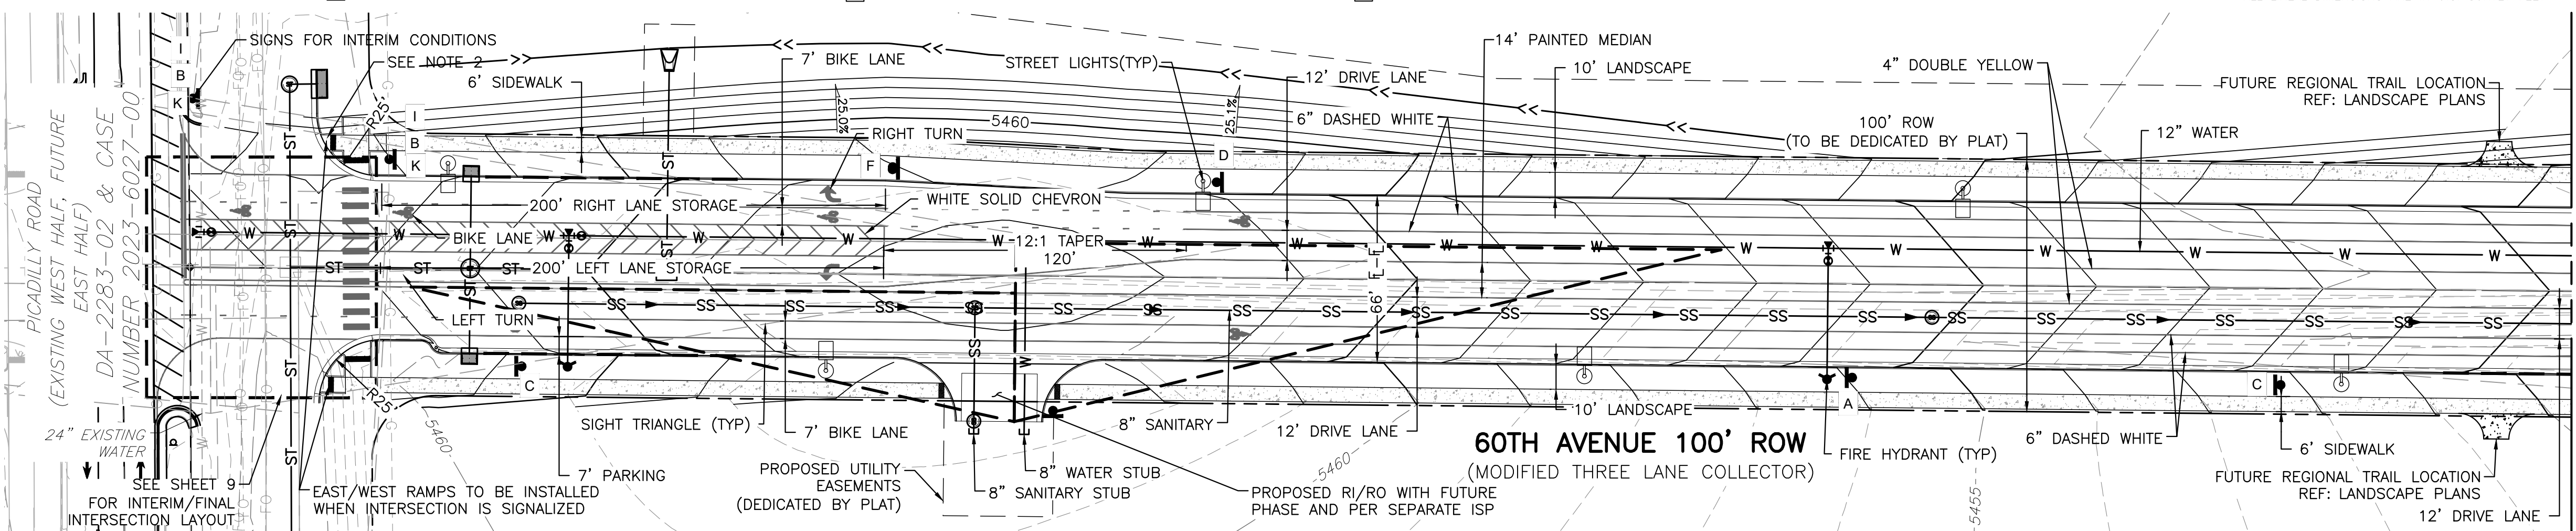 SIGNS FOR INTERIM CONDITIONS
SEE NOTE 2
6' SIDEWALK
7' BIKE LANE
STREET LIGHTS(TYP)
12' DRIVE LANE
14' PAINTED MEDIAN
10' LANDSCAPE
4" DOUBLE YELLOW
FUTURE REGIONAL TRAIL LOCATION
REF: LANDSCAPE PLANS
PICADILLY ROAD
(EXISTING WEST HALF, FUTURE
EAST HALF)
DA-2283-02 & CASE
NUMBER 2023-6027-00
I
B
K
R25'
I
B
K
25.0%
25.1%
5460
6" DASHED WHITE
100' ROW
(TO BE DEDICATED BY PLAT)
12" WATER
RIGHT TURN
F
D
200' RIGHT LANE STORAGE
WHITE SOLID CHEVRON
BIKE LANE
12:1 TAPER
120'
200' LEFT LANE STORAGE
66' FL-FL
ST
W
SS
LEFT TURN
C
R25'
SIGHT TRIANGLE (TYP)
7' BIKE LANE
8" SANITARY
12' DRIVE LANE
10' LANDSCAPE
A
C
60TH AVENUE 100' ROW
(MODIFIED THREE LANE COLLECTOR)
FIRE HYDRANT (TYP)
6" DASHED WHITE
6' SIDEWALK
24" EXISTING
WATER
SEE SHEET 9
FOR INTERIM/FINAL
INTERSECTION LAYOUT
EAST/WEST RAMPS TO BE INSTALLED
WHEN INTERSECTION IS SIGNALIZED
5460
7' PARKING
PROPOSED UTILITY
EASEMENTS
(DEDICATED BY PLAT)
8" WATER STUB
8" SANITARY STUB
PROPOSED RI/RO WITH FUTURE
PHASE AND PER SEPARATE ISP
5460
5455
FUTURE REGIONAL TRAIL LOCATION
REF: LANDSCAPE PLANS
12' DRIVE LANE